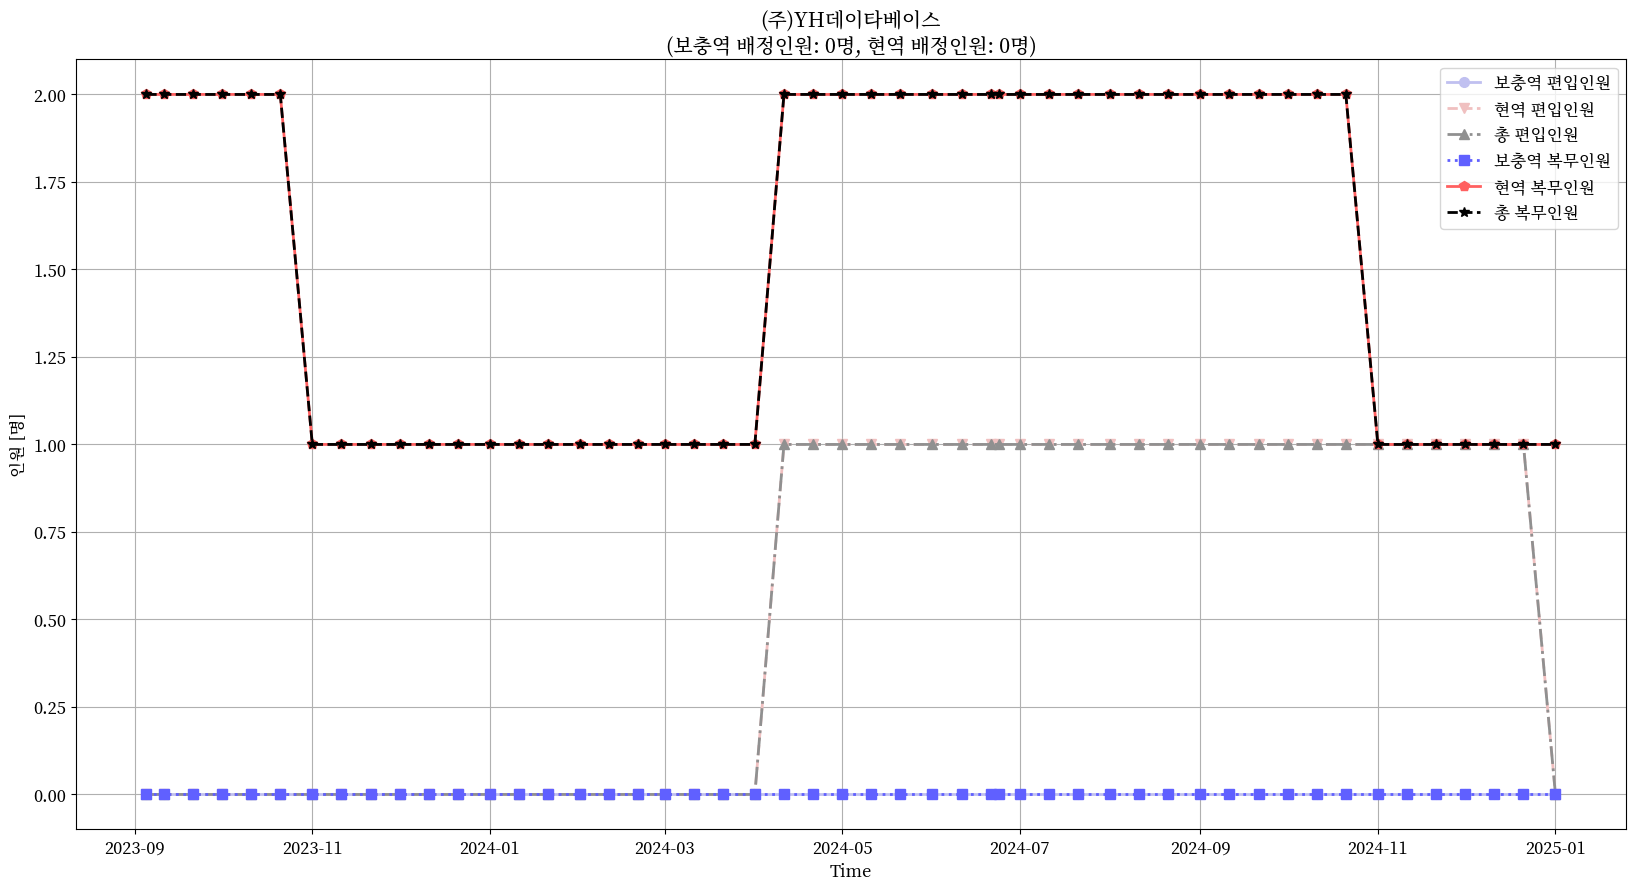 (주)YH데이타베이스
(보충역 배정인원: 0명, 현역 배정인원: 0명)
보충역 편입인원
현역 편입인원
총 편입인원
보충역 복무인원
현역 복무인원
총 복무인원
인원 [명]
2.00
1.75
1.50
1.25
1.00
0.75
0.50
0.25
0.00
2023-09
2023-11
2024-01
2024-03
2024-05
2024-07
2024-09
2024-11
2025-01
Time